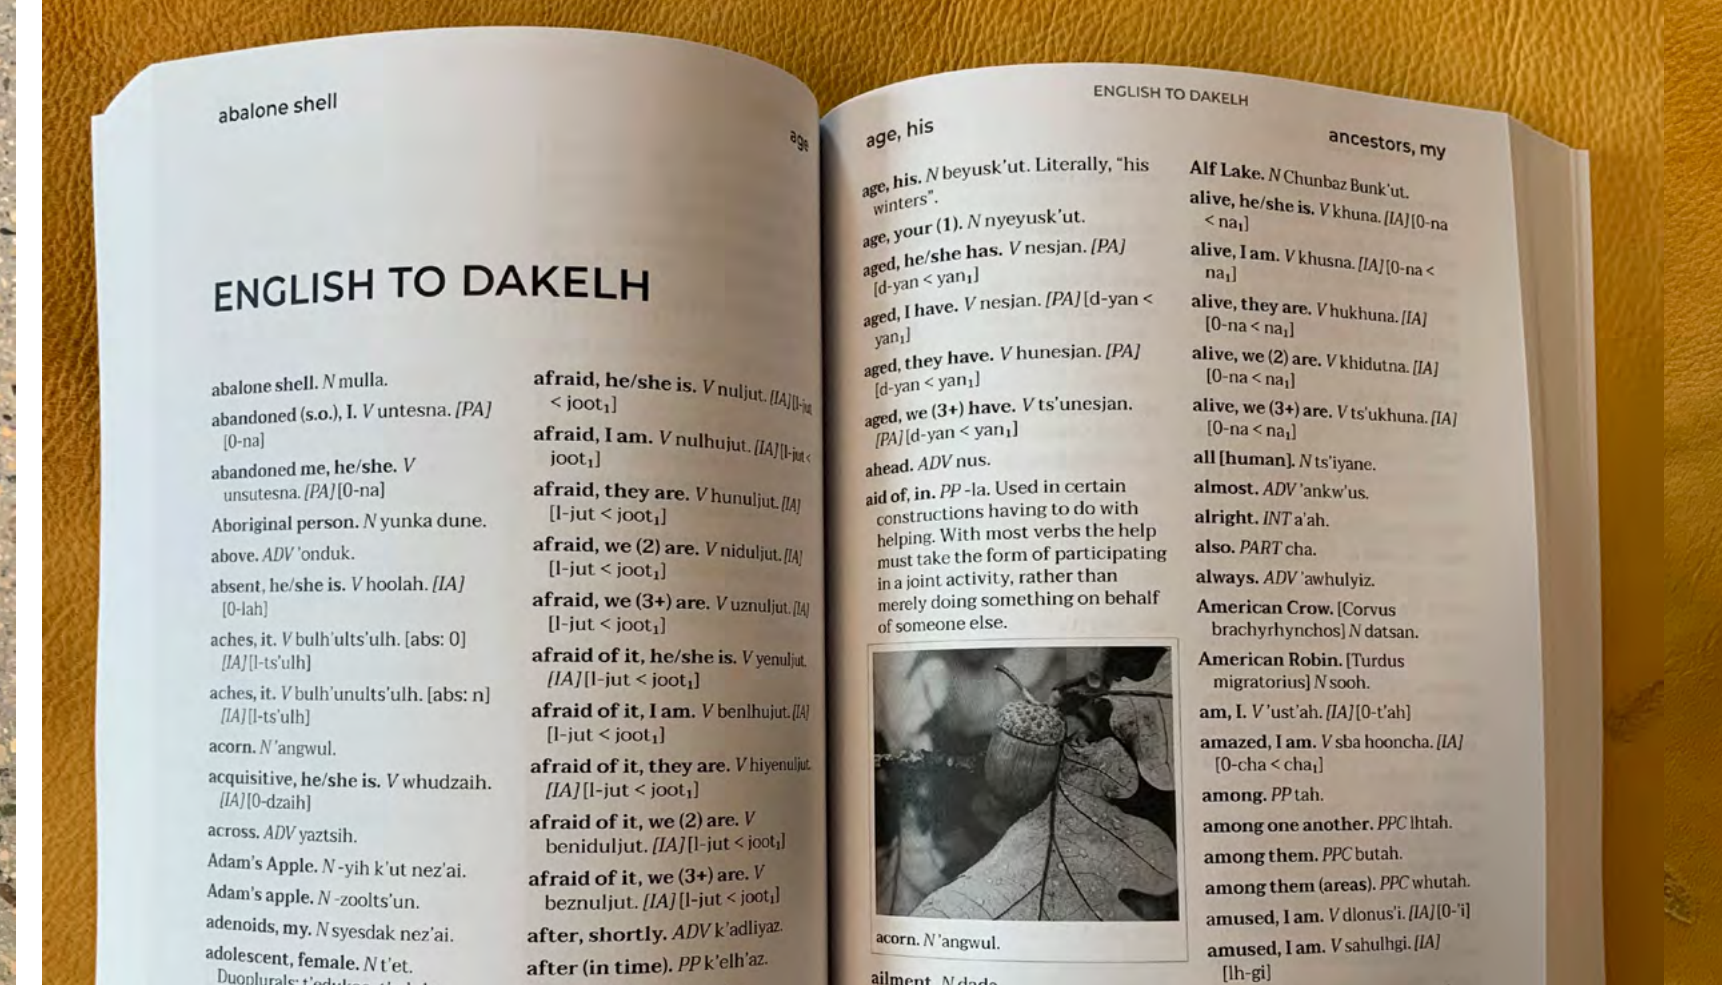 abalone shell
age
ENGLISH TO DAKELH
abalone shell. N mulla.
abandoned (s.o.), I. V untesna. [PA]
[0-na]
abandoned me, he/she. V
unsutesna. [PA] [0-na]
Aboriginal person. N yunka dune.
above. ADV 'onduk.
absent, he/she is. V hoolah. [IA]
[0-lah]
aches, it. V bulh'ults'ulh. [abs: 0]
[IA] [l-ts'ulh]
aches, it. V bulh'unults'ulh. [abs: n]
[IA] [l-ts'ulh]
acorn. N 'angwul.
acquisitive, he/she is. V whudzaih.
[IA] [0-dzaih]
across. ADV yaztsih.
Adam's Apple. N -yih k'ut nez'ai.
Adam's apple. N -zoolts'un.
adenoids, my. N syesdak nez'ai.
adolescent, female. N t'et.
Duoplurals:
afraid, he/she is. V nuljut. [IA] [l-jut
< joot₁]
afraid, I am. V nulhujut. [IA] [l-jut <
joot₁]
afraid, they are. V hunuljut. [IA]
[l-jut < joot₁]
afraid, we (2) are. V niduljut. [IA]
[l-jut < joot₁]
afraid, we (3+) are. V uznuljut. [IA]
[l-jut < joot₁]
afraid of it, he/she is. V yenuljut.
[IA] [l-jut < joot₁]
afraid of it, I am. V benlhujut. [IA]
[l-jut < joot₁]
afraid of it, they are. V hiyenuljut.
[IA] [l-jut < joot₁]
afraid of it, we (2) are. V
beniduljut. [IA] [l-jut < joot₁]
afraid of it, we (3+) are. V
beznuljut. [IA] [l-jut < joot₁]
after, shortly. ADV k'adliyaz.
after (in time). PP k'elh'az.
ENGLISH TO DAKELH
age, his
ancestors, my
age, his. N beyusk'ut. Literally, "his
winters".
age, your (1). N nyeyusk'ut.
aged, he/she has. V nesjan. [PA]
[d-yan < yan₁]
aged, I have. V nesjan. [PA] [d-yan <
yan₁]
aged, they have. V hunesjan. [PA]
[d-yan < yan₁]
aged, we (3+) have. V ts'unesjan.
[PA] [d-yan < yan₁]
ahead. ADV nus.
aid of, in. PP -la. Used in certain
constructions having to do with
helping. With most verbs the help
must take the form of participating
in a joint activity, rather than
merely doing something on behalf
of someone else.
acorn. N 'angwul.
ailment. N dada.
Alf Lake. N Chunbaz Bunk'ut.
alive, he/she is. V khuna. [IA] [0-na
< na₁]
alive, I am. V khusna. [IA] [0-na <
na₁]
alive, they are. V hukhuna. [IA]
[0-na < na₁]
alive, we (2) are. V khidutna. [IA]
[0-na < na₁]
alive, we (3+) are. V ts'ukhuna. [IA]
[0-na < na₁]
all [human]. N ts'iyane.
almost. ADV 'ankw'us.
alright. INT a'ah.
also. PART cha.
always. ADV 'awhulyiz.
American Crow. [Corvus
brachyrhynchos] N datsan.
American Robin. [Turdus
migratorius] N sooh.
am, I. V 'ust'ah. [IA] [0-t'ah]
amazed, I am. V sba hooncha. [IA]
[0-cha < cha₁]
among. PP tah.
among one another. PPC lhtah.
among them. PPC butah.
among them (areas). PPC whutah.
amused, I am. V dlonus'i. [IA] [0-'i]
amused, I am. V sahulhgi. [IA]
[lh-gi]